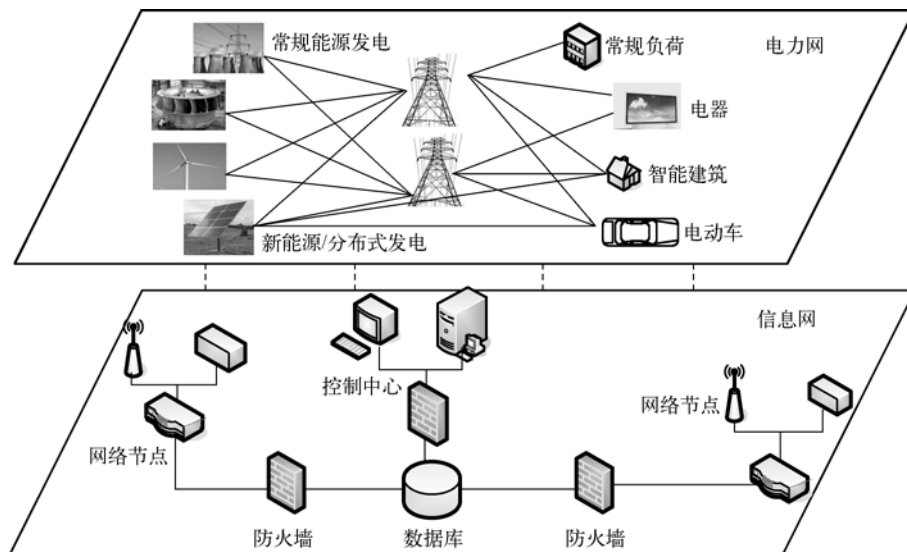 常规能源发电
常规负荷
电力网
电器
智能建筑
新能源/分布式发电
电动车
信息网
控制中心
网络节点
网络节点
防火墙
数据库
防火墙